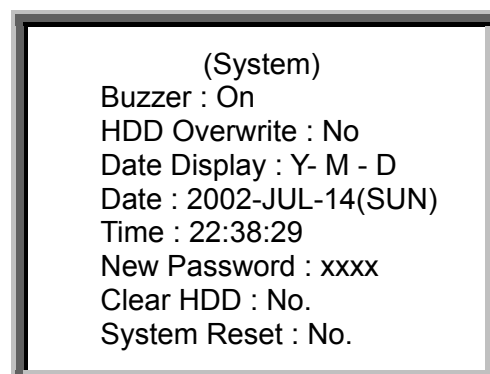 (System)
Buzzer : On
HDD Overwrite : No
Date Display : Y- M - D
Date : 2002-JUL-14(SUN)
Time : 22:38:29
New Password : xxxx
Clear HDD : No.
System Reset : No.